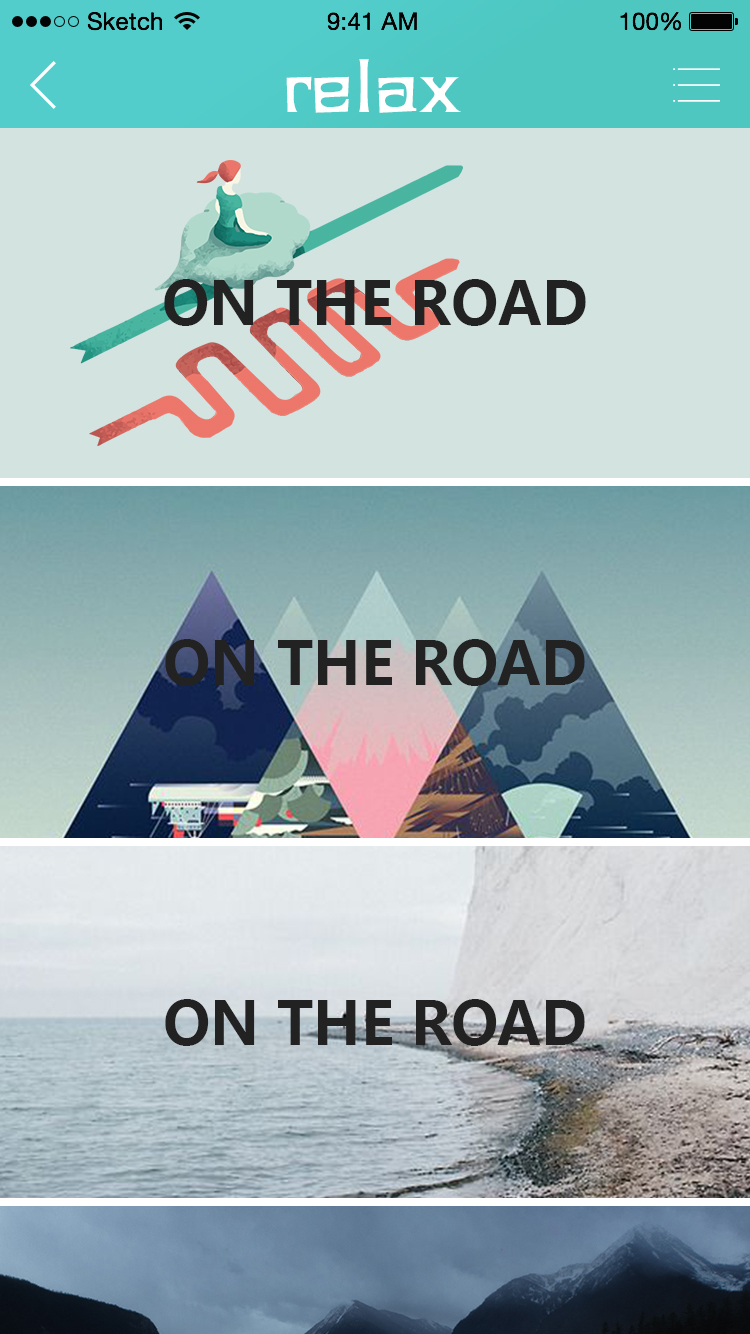 Sketch 9:41 AM 100%
relax
ON THE ROAD
ON THE ROAD
ON THE ROAD